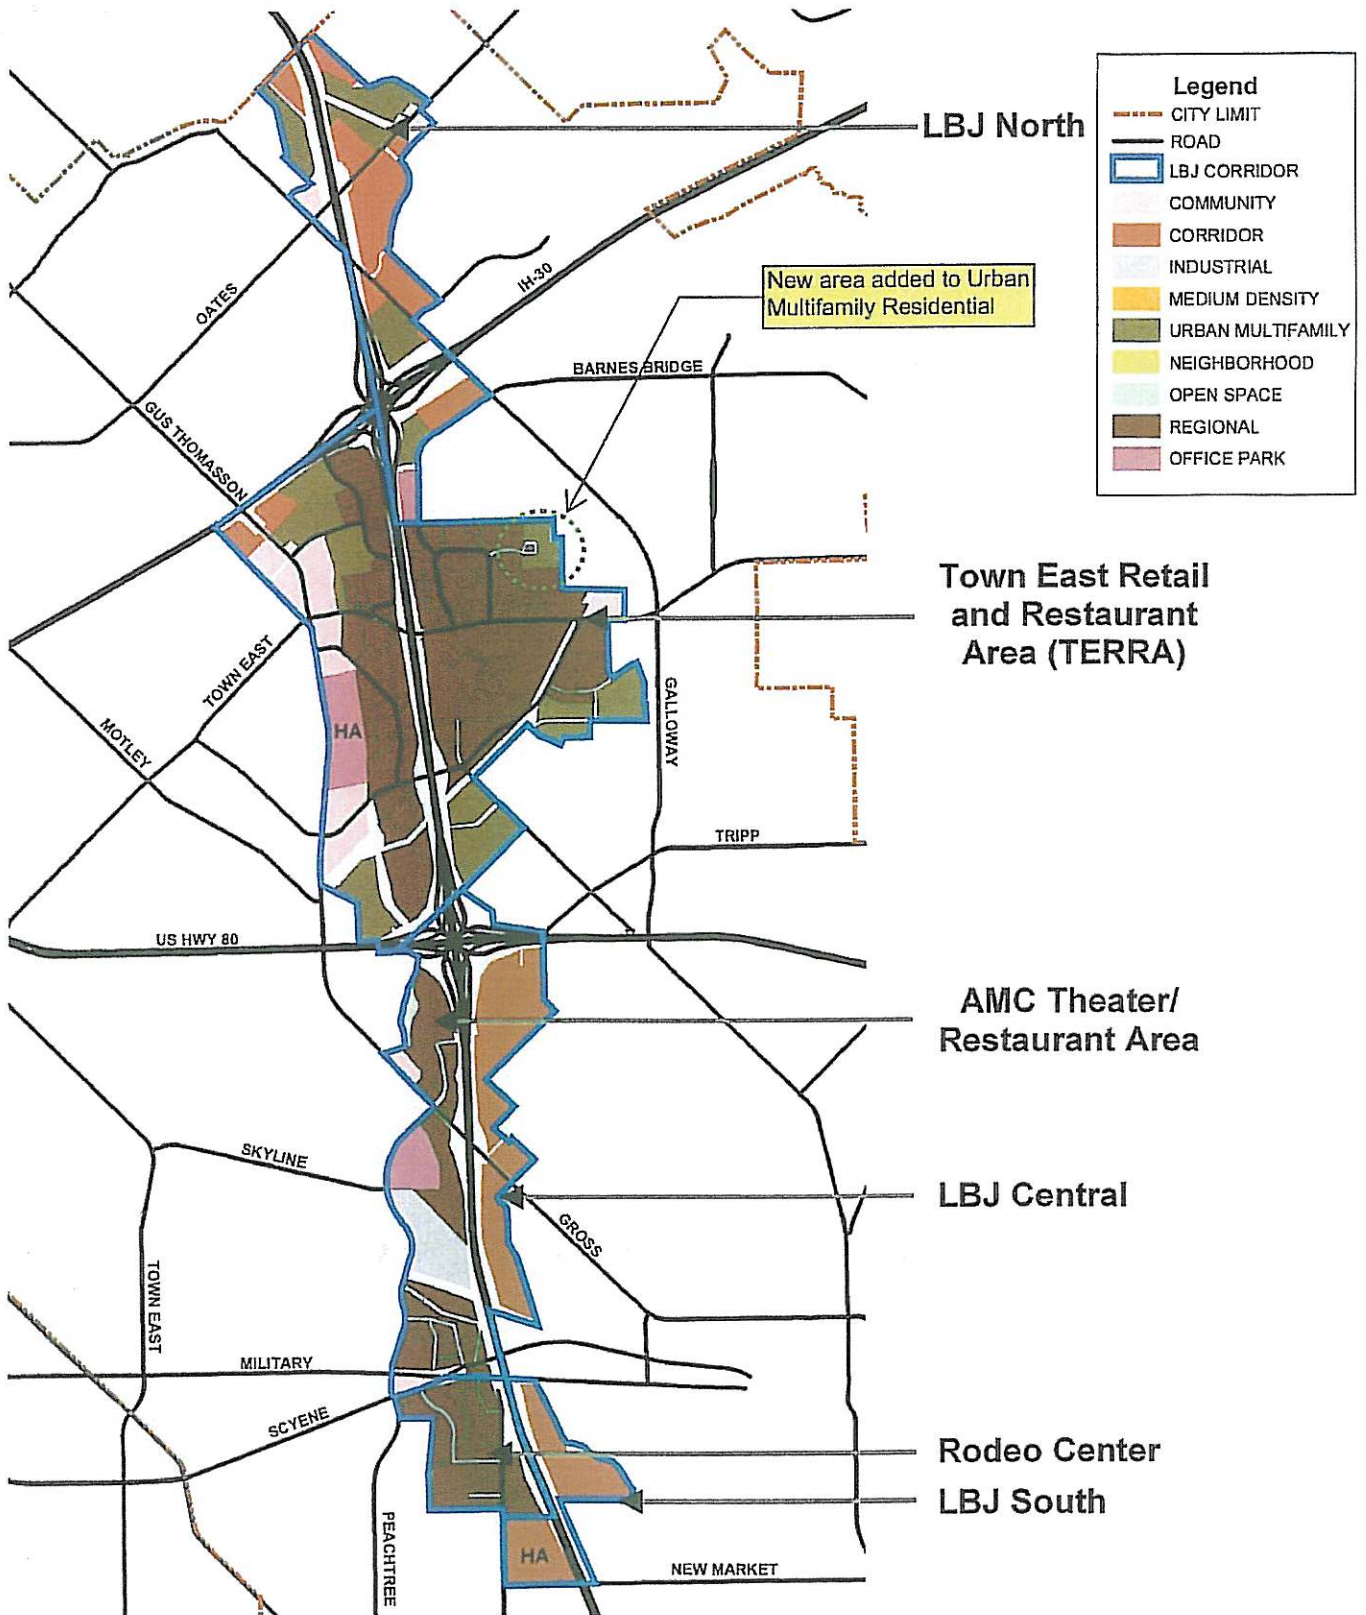 LBJ North
Legend
CITY LIMIT
ROAD
LBJ CORRIDOR
COMMUNITY
CORRIDOR
INDUSTRIAL
MEDIUM DENSITY
URBAN MULTIFAMILY
NEIGHBORHOOD
OPEN SPACE
REGIONAL
OFFICE PARK
OATES
IH-30
New area added to Urban
Multifamily Residential
BARNES BRIDGE
GUS THOMASSON
Town East Retail
and Restaurant
Area (TERRA)
TOWN EAST
MOTLEY
HA
GALLOWAY
TRIPP
US HWY 80
AMC Theater/
Restaurant Area
SKYLINE
LBJ Central
GROSS
TOWN EAST
MILITARY
SCYENE
Rodeo Center
LBJ South
PEACHTREE
HA
NEW MARKET